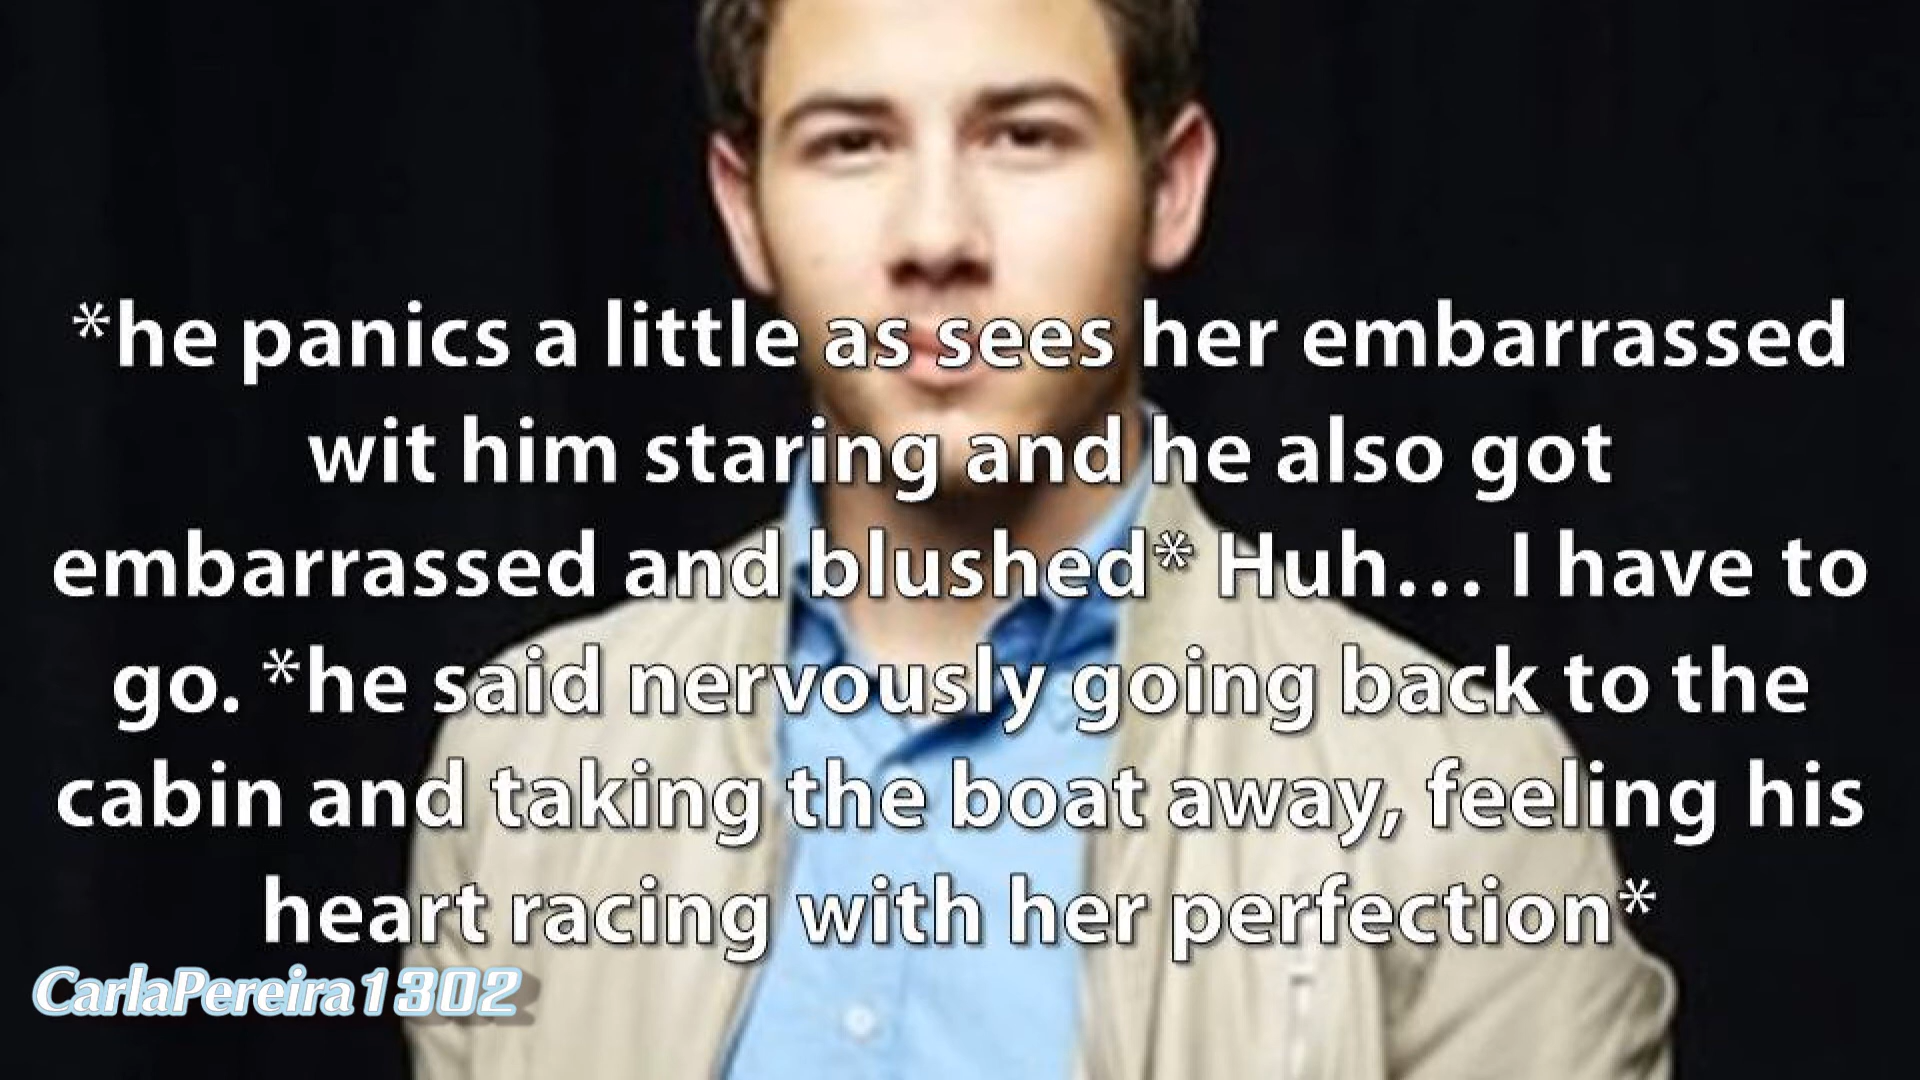 *he panics a little as sees her embarrassed
wit him staring and he also got
embarrassed and blushed* Huh… I have to
go. *he said nervously going back to the
cabin and taking the boat away, feeling his
heart racing with her perfection*
CarlaPereira1302